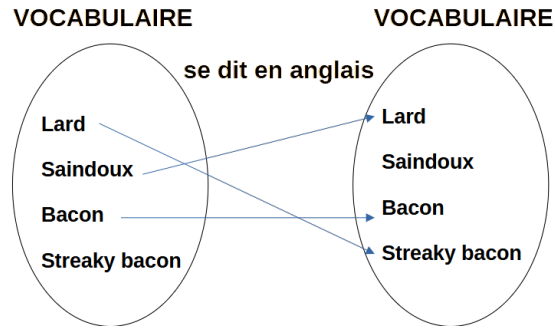 VOCABULAIRE
VOCABULAIRE
se dit en anglais
Lard
Saindoux
Bacon
Streaky bacon
Lard
Saindoux
Bacon
Streaky bacon